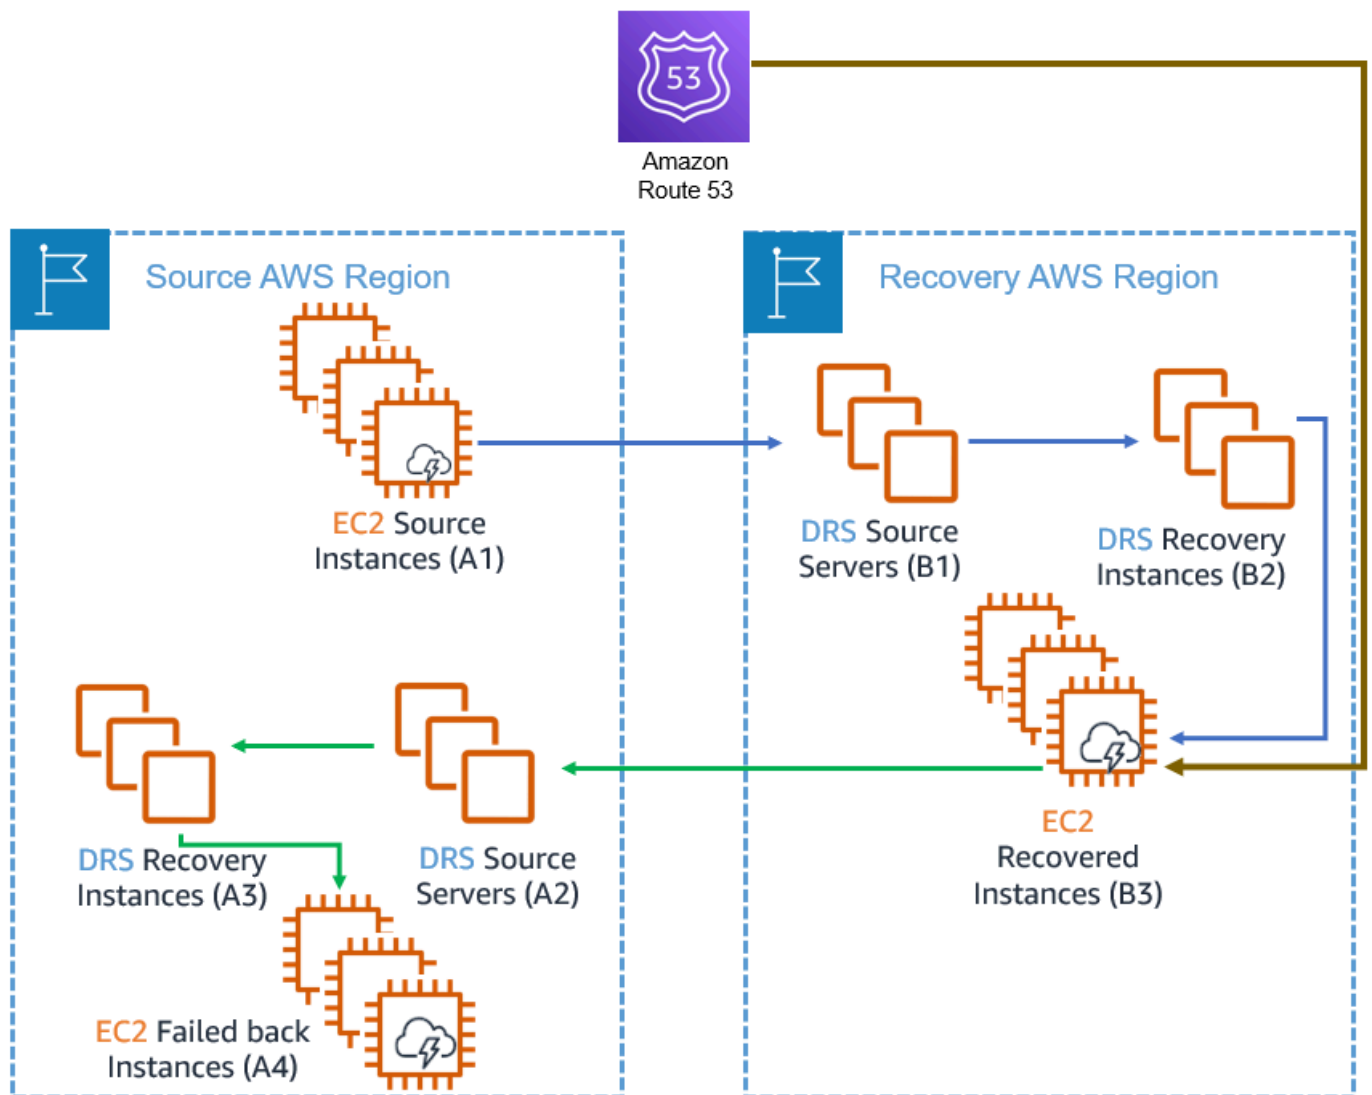 53
Amazon
Route 53
Source AWS Region
Recovery AWS Region
EC2 Source
Instances (A1)
DRS Source
Servers (B1)
DRS Recovery
Instances (B2)
EC2
Recovered
Instances (B3)
DRS Recovery
Instances (A3)
DRS Source
Servers (A2)
EC2 Failed back
Instances (A4)